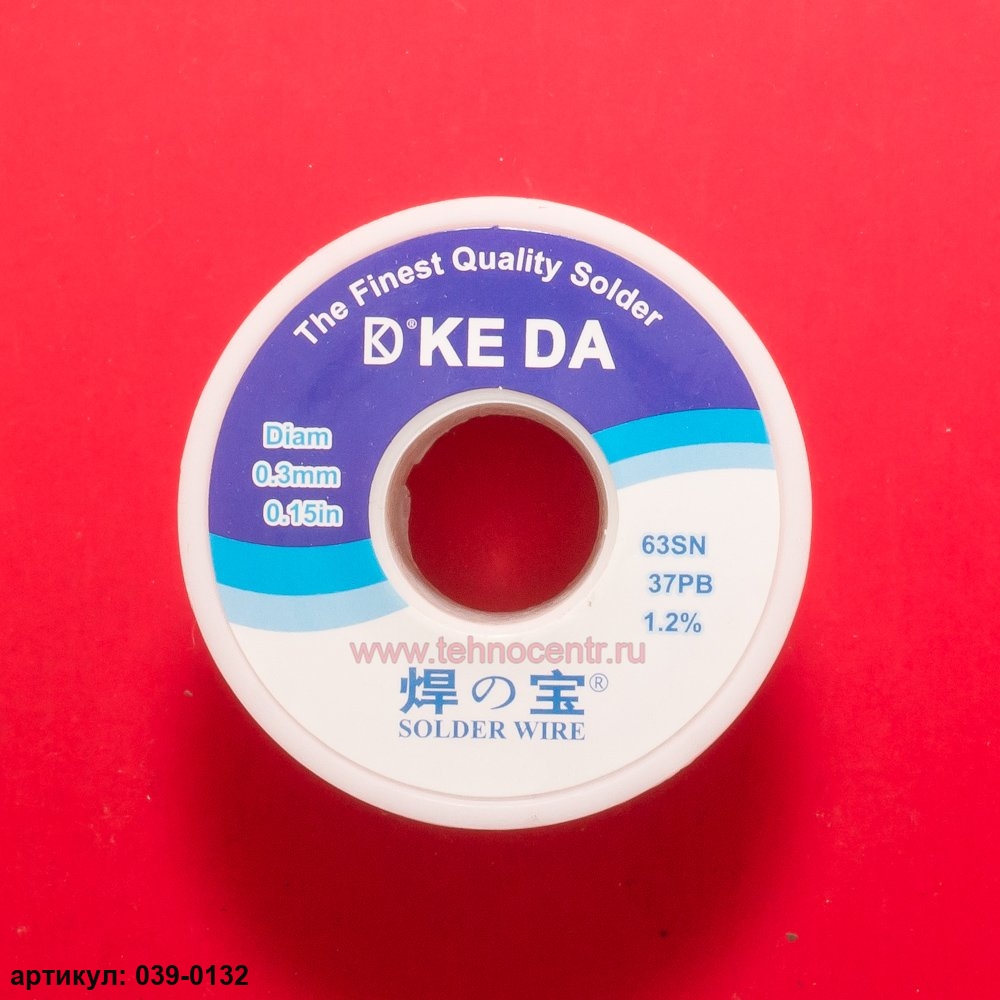 The Finest Quality Solder
KD® KE DA
Diam
0.3mm
0.15in
63SN
37PB
1.2%
www.tehnocentr.ru
焊の宝®
SOLDER WIRE
артикул: 039-0132